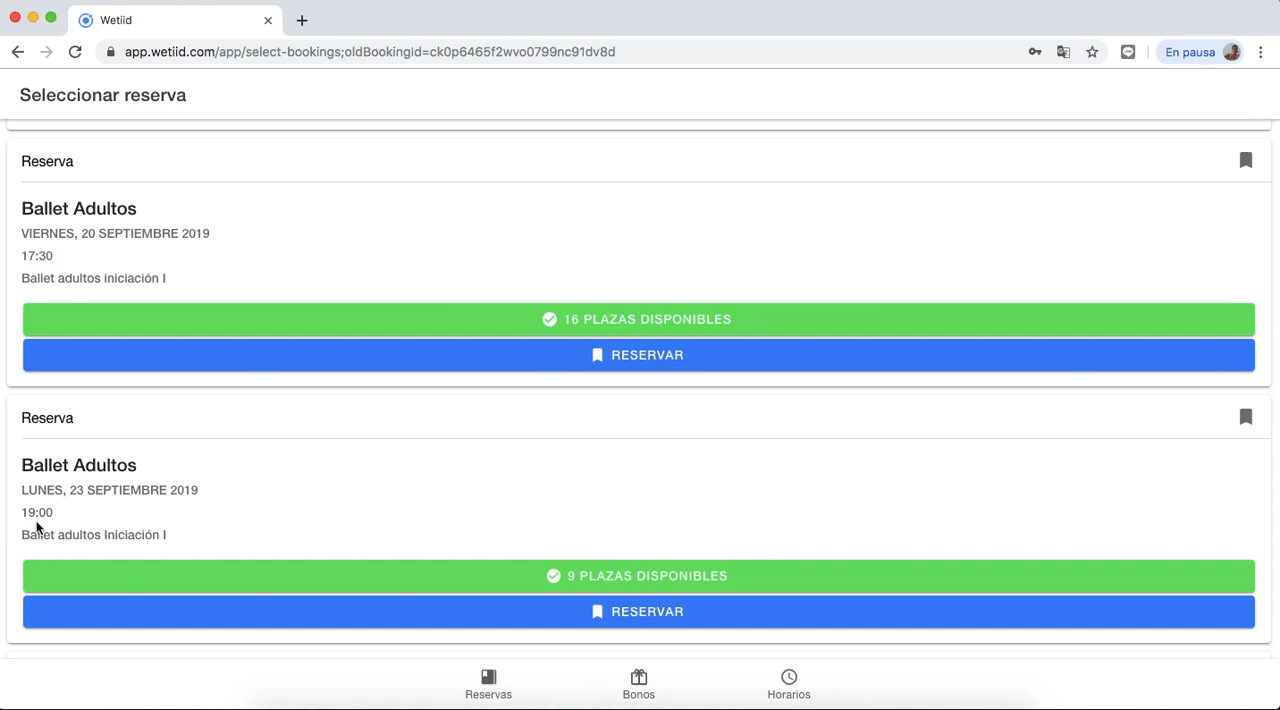 Wetiid
app.wetiid.com/app/select-bookings;oldBookingId=ck0p6465f2wvo0799nc91dv8d
En pausa
Seleccionar reserva
Reserva
Ballet Adultos
VIERNES, 20 SEPTIEMBRE 2019
17:30
Ballet adultos iniciación I
16 PLAZAS DISPONIBLES
RESERVAR
Reserva
Ballet Adultos
LUNES, 23 SEPTIEMBRE 2019
19:00
Ballet adultos Iniciación I
9 PLAZAS DISPONIBLES
RESERVAR
Reservas
Bonos
Horarios